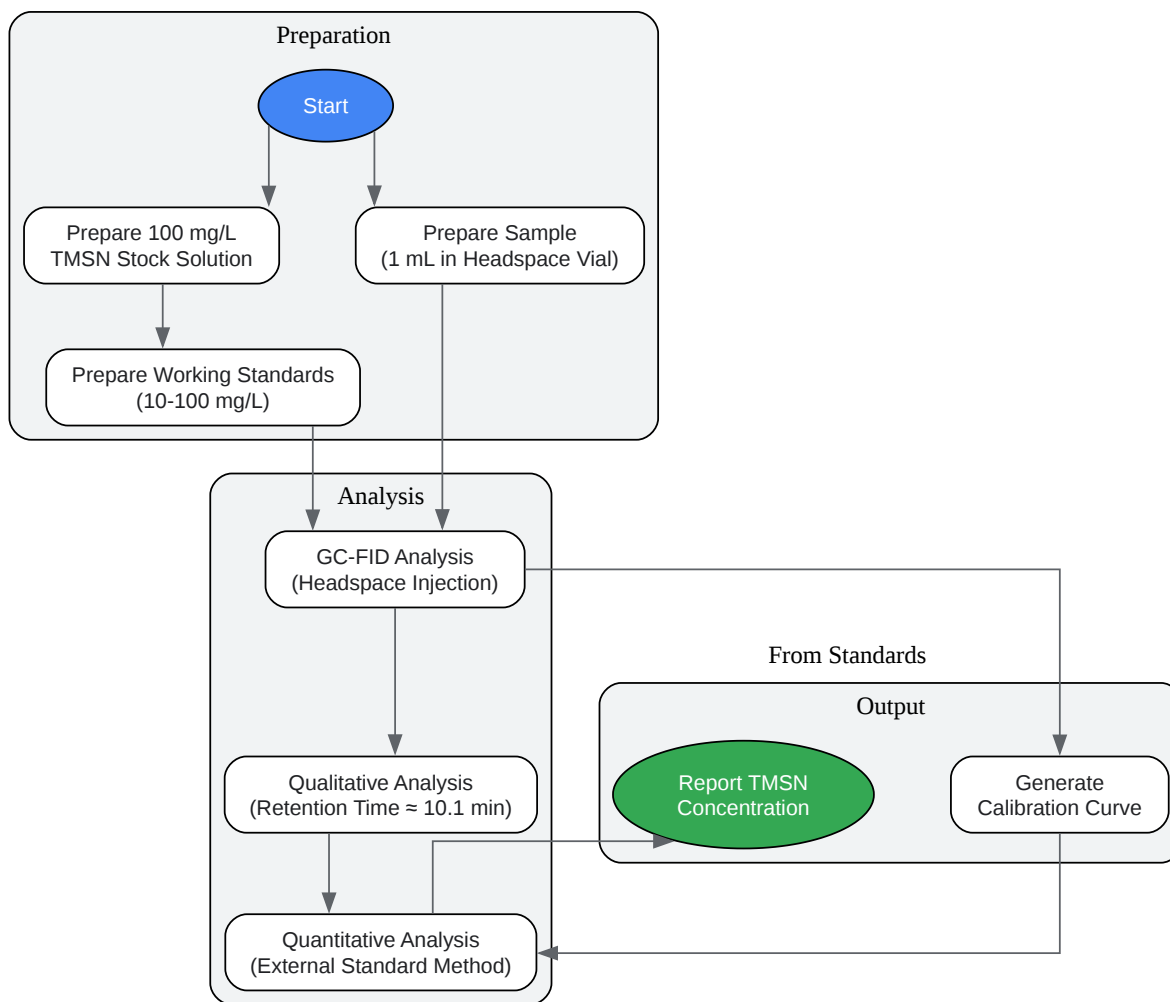 Preparation
Start
Prepare 100 mg/L
TMSN Stock Solution
Prepare Sample
(1 mL in Headspace Vial)
Prepare Working Standards
(10-100 mg/L)
Analysis
GC-FID Analysis
(Headspace Injection)
From Standards
Output
Qualitative Analysis
(Retention Time ≈ 10.1 min)
Report TMSN
Concentration
Generate
Calibration Curve
Quantitative Analysis
(External Standard Method)